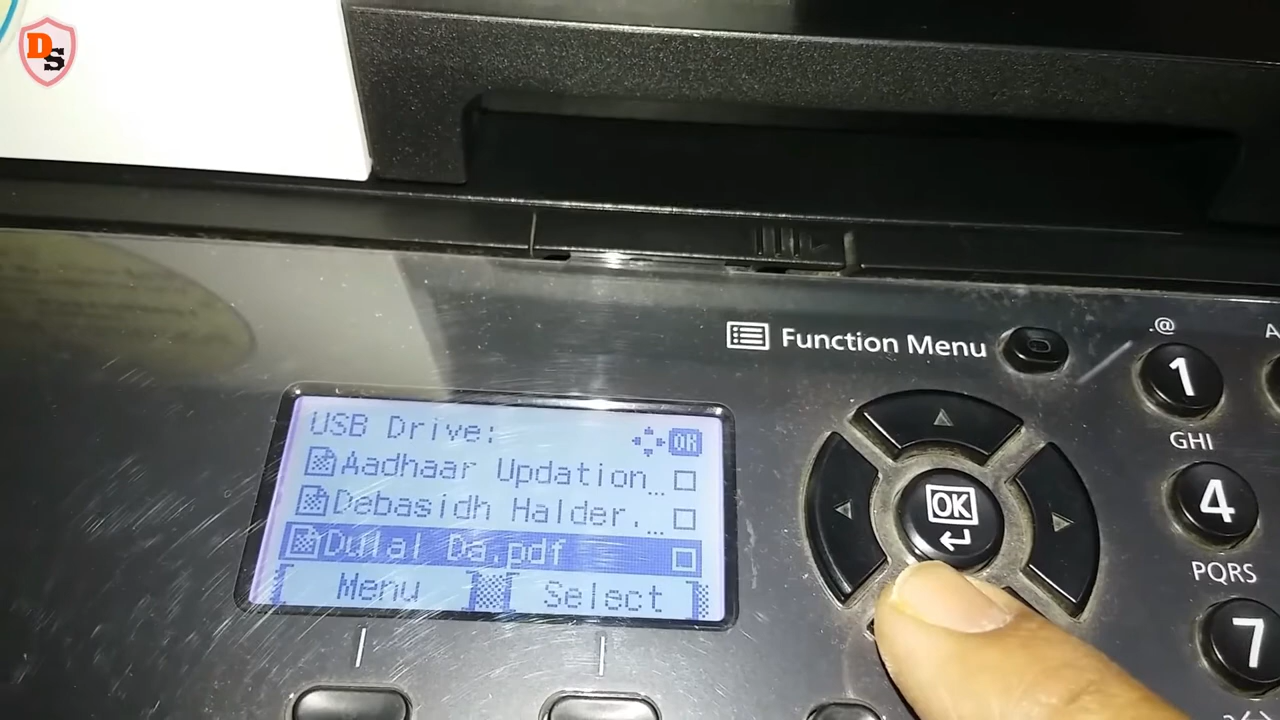 DS
Function Menu
.@
1
GHI
4
PQRS
7
OK
USB Drive:
OK
Aadhaar Updation…
Debasidh Halder.…
Dulal Da.pdf
Menu
Select